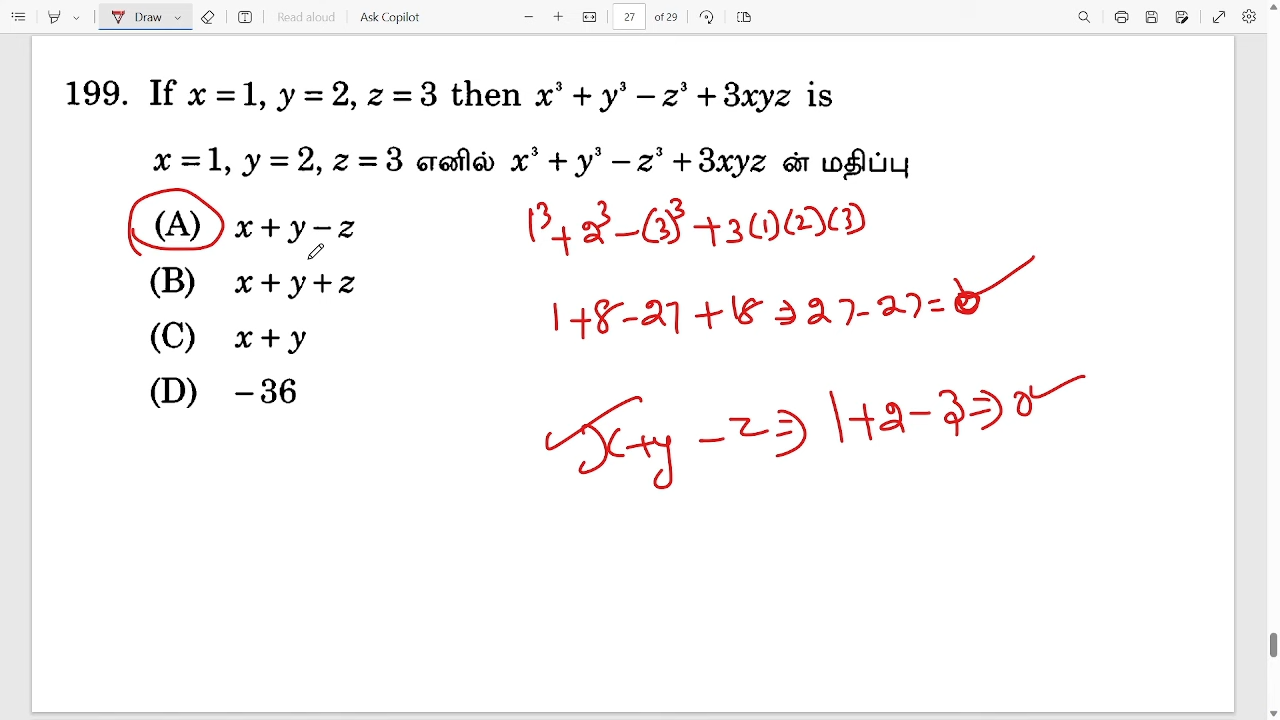 Draw Read aloud Ask Copilot 27 of 29
199. If x = 1, y = 2, z = 3 then x³ + y³ − z³ + 3xyz is
x = 1, y = 2, z = 3 எனில் x³ + y³ − z³ + 3xyz ன் மதிப்பு
(A) x + y − z
1³ + 2³ − (3)³ + 3(1)(2)(3)
(B) x + y + z
1 + 8 − 27 + 18 ⇒ 27 − 27 = 0
(C) x + y
(D) − 36
x + y − z ⇒ 1 + 2 − 3 ⇒ 0